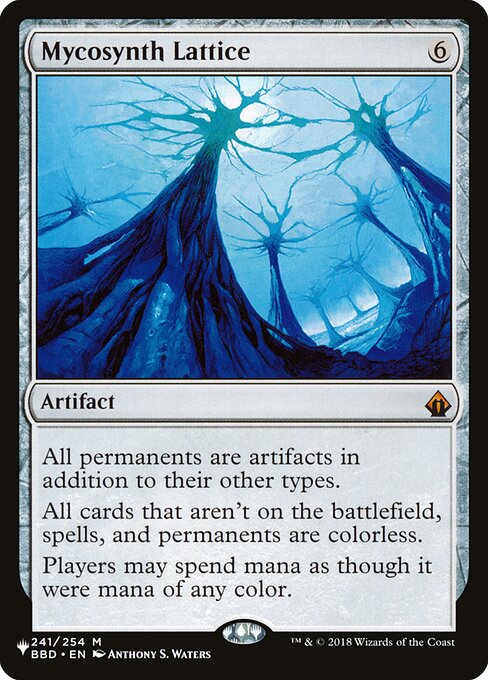 Mycosynth Lattice 6
Artifact
All permanents are artifacts in
addition to their other types.
All cards that aren't on the battlefield,
spells, and permanents are colorless.
Players may spend mana as though it
were mana of any color.
241/254 M
BBD • EN Anthony S. Waters
™ & © 2018 Wizards of the Coast